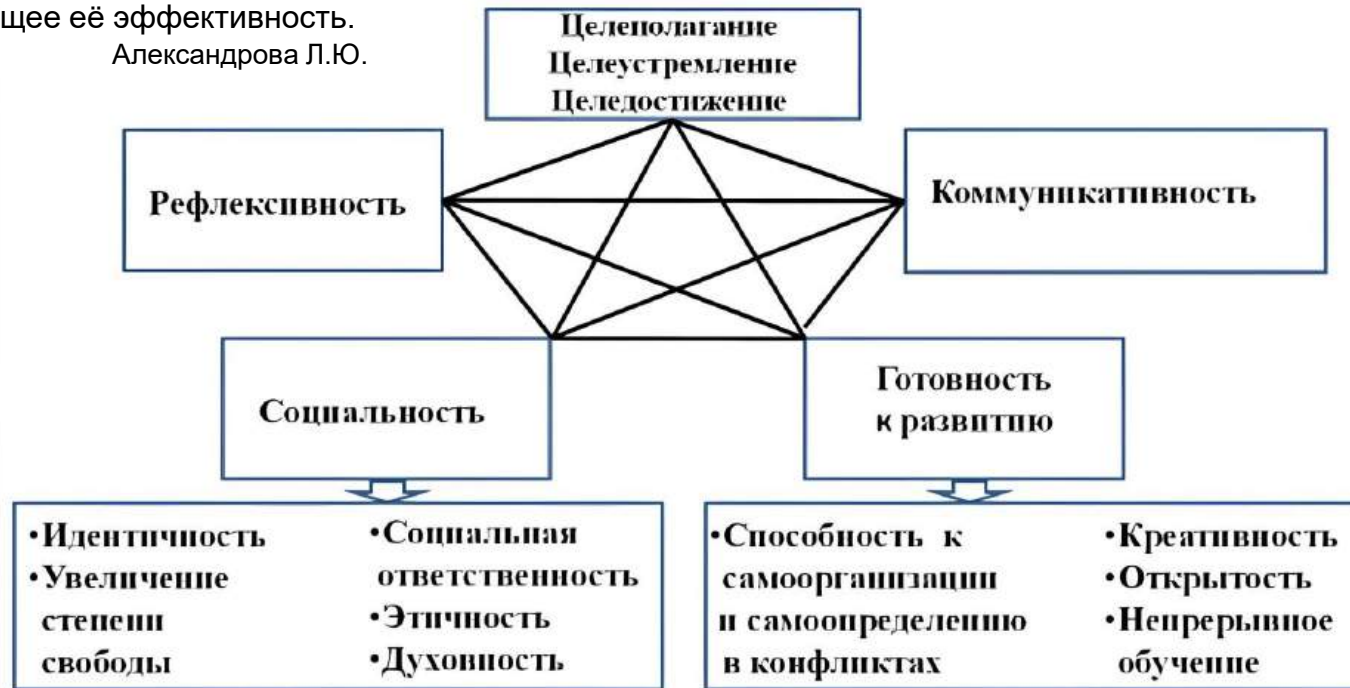 щее её эффективность.
Александрова Л.Ю.
Целеполагание
Целеустремление
Целедостижение
Рефлексивность
Коммуникативность
Социальность
Готовность
к развитию
•Идентичность
•Увеличение
степени
свободы
•Социальная
ответственность
•Этичность
•Духовность
•Способность к
самоорганизации
и самоопределению
в конфликтах
•Креативность
•Открытость
•Непрерывное
обучение